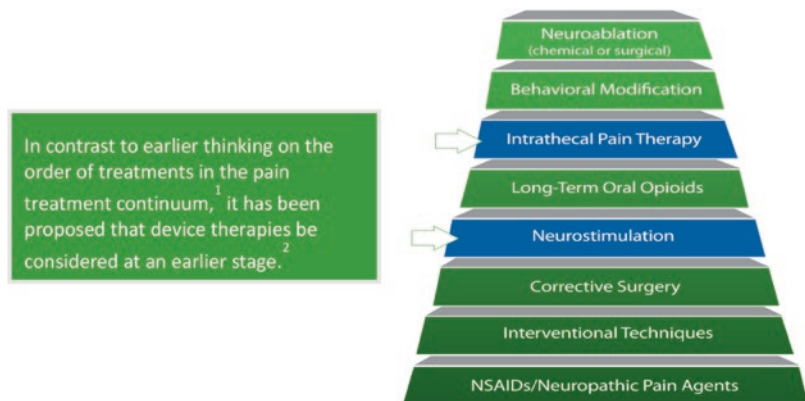 In contrast to earlier thinking on the
order of treatments in the pain
treatment continuum,1 it has been
proposed that device therapies be
considered at an earlier stage.2
Neuroablation
(chemical or surgical)
Behavioral Modification
Intrathecal Pain Therapy
Long-Term Oral Opioids
Neurostimulation
Corrective Surgery
Interventional Techniques
NSAIDs/Neuropathic Pain Agents